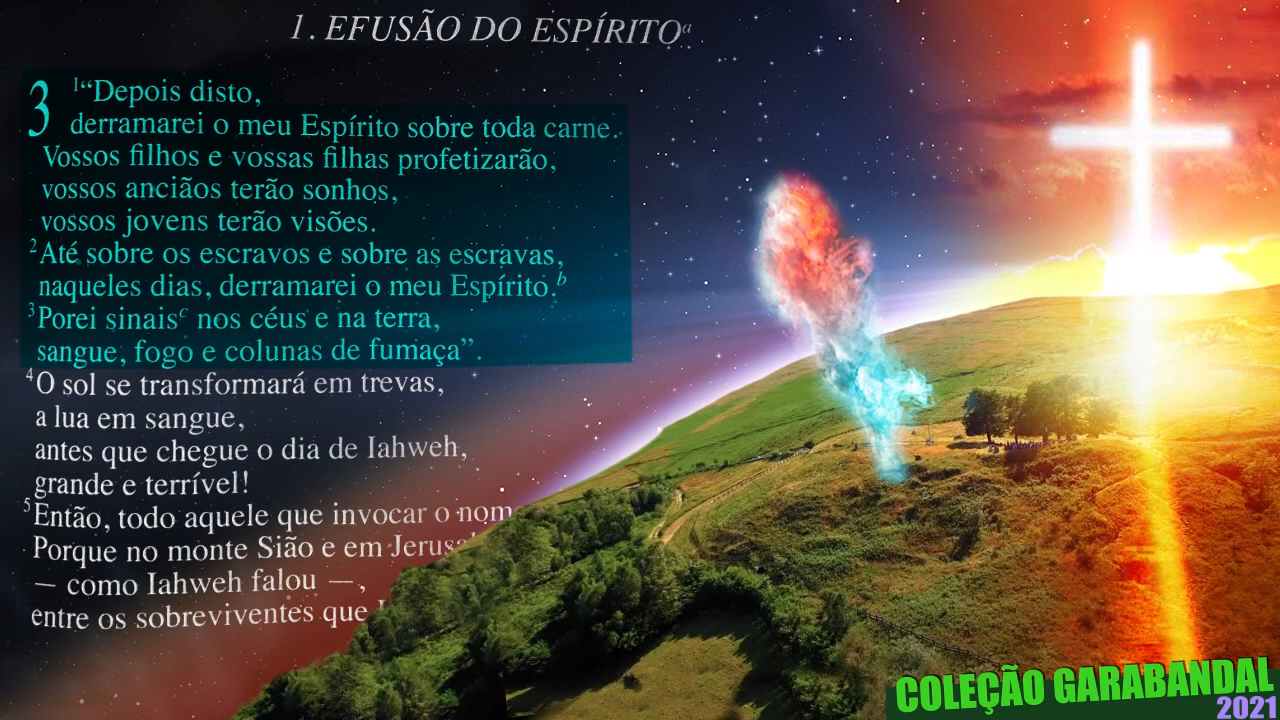 1. EFUSÃO DO ESPÍRITOᵃ
3 ¹“Depois disto,
derramarei o meu Espírito sobre toda carne.
Vossos filhos e vossas filhas profetizarão,
vossos anciãos terão sonhos,
vossos jovens terão visões.
²Até sobre os escravos e sobre as escravas,
naqueles dias, derramarei o meu Espírito.ᵇ
³Porei sinaisᶜ nos céus e na terra,
sangue, fogo e colunas de fumaça”.
⁴O sol se transformará em trevas,
a lua em sangue,
antes que chegue o dia de Iahweh,
grande e terrível!
⁵Então, todo aquele que invocar o nom
Porque no monte Sião e em Jerusa
— como Iahweh falou —,
entre os sobreviventes que
COLEÇÃO GARABANDAL
2021